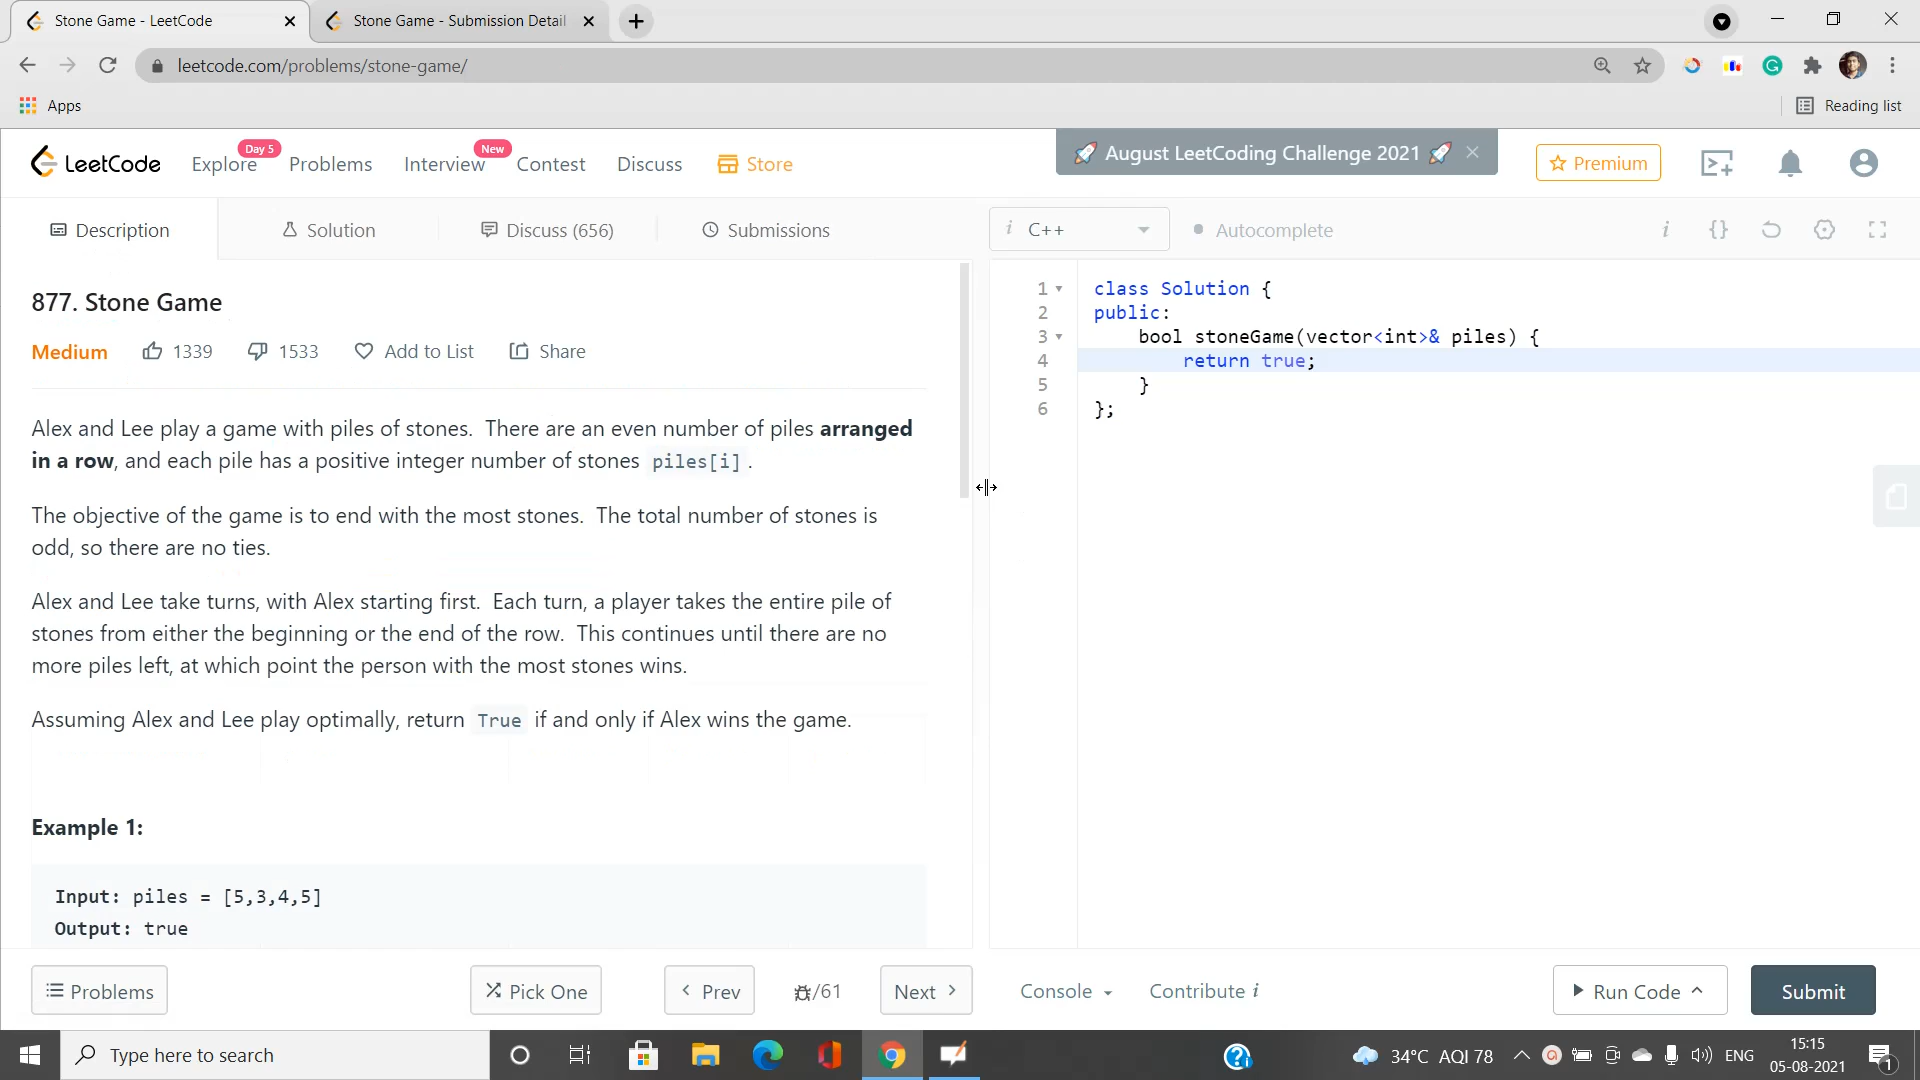 Stone Game - LeetCode
Stone Game - Submission Detail
leetcode.com/problems/stone-game/
Apps
Reading list
LeetCode
Explore
Day 5
Problems
Interview
New
Contest
Discuss
Store
August LeetCoding Challenge 2021
Premium
Description
Solution
Discuss (656)
Submissions
i C++
Autocomplete
i {}
877. Stone Game
Medium
1339
1533
Add to List
Share
Alex and Lee play a game with piles of stones. There are an even number of piles arranged
in a row, and each pile has a positive integer number of stones piles[i].
The objective of the game is to end with the most stones. The total number of stones is
odd, so there are no ties.
Alex and Lee take turns, with Alex starting first. Each turn, a player takes the entire pile of
stones from either the beginning or the end of the row. This continues until there are no
more piles left, at which point the person with the most stones wins.
Assuming Alex and Lee play optimally, return True if and only if Alex wins the game.
Example 1:
Input: piles = [5,3,4,5]
Output: true
1 class Solution {
2 public:
3     bool stoneGame(vector<int>& piles) {
4         return true;
5     }
6 };
Problems
Pick One
Prev
/61
Next
Console
Contribute i
Run Code
Submit
Type here to search
34°C AQI 78
ENG
15:15
05-08-2021
1